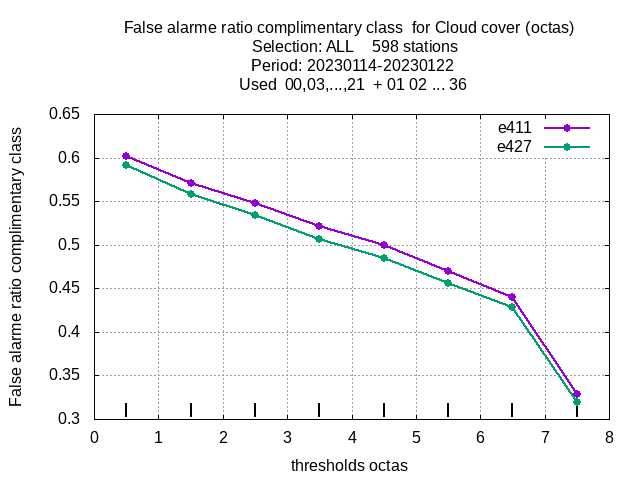 False alarme ratio complimentary class  for Cloud cover (octas)
Selection: ALL    598 stations
Period: 20230114-20230122
Used  00,03,...,21  + 01 02 ... 36
False alarme ratio complimentary class
0.65
0.6
0.55
0.5
0.45
0.4
0.35
0.3
e411
e427
0 1 2 3 4 5 6 7 8
thresholds octas